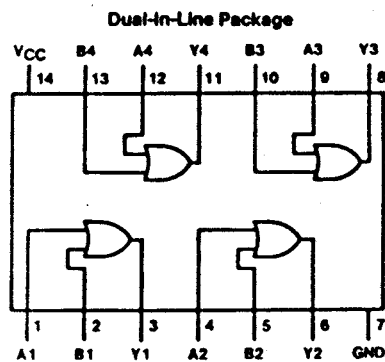 Dual-In-Line Package
VCC B4 A4 Y4 B3 A3 Y3
14 13 12 11 10 9 8
1 2 3 4 5 6 7
A1 B1 Y1 A2 B2 Y2 GND